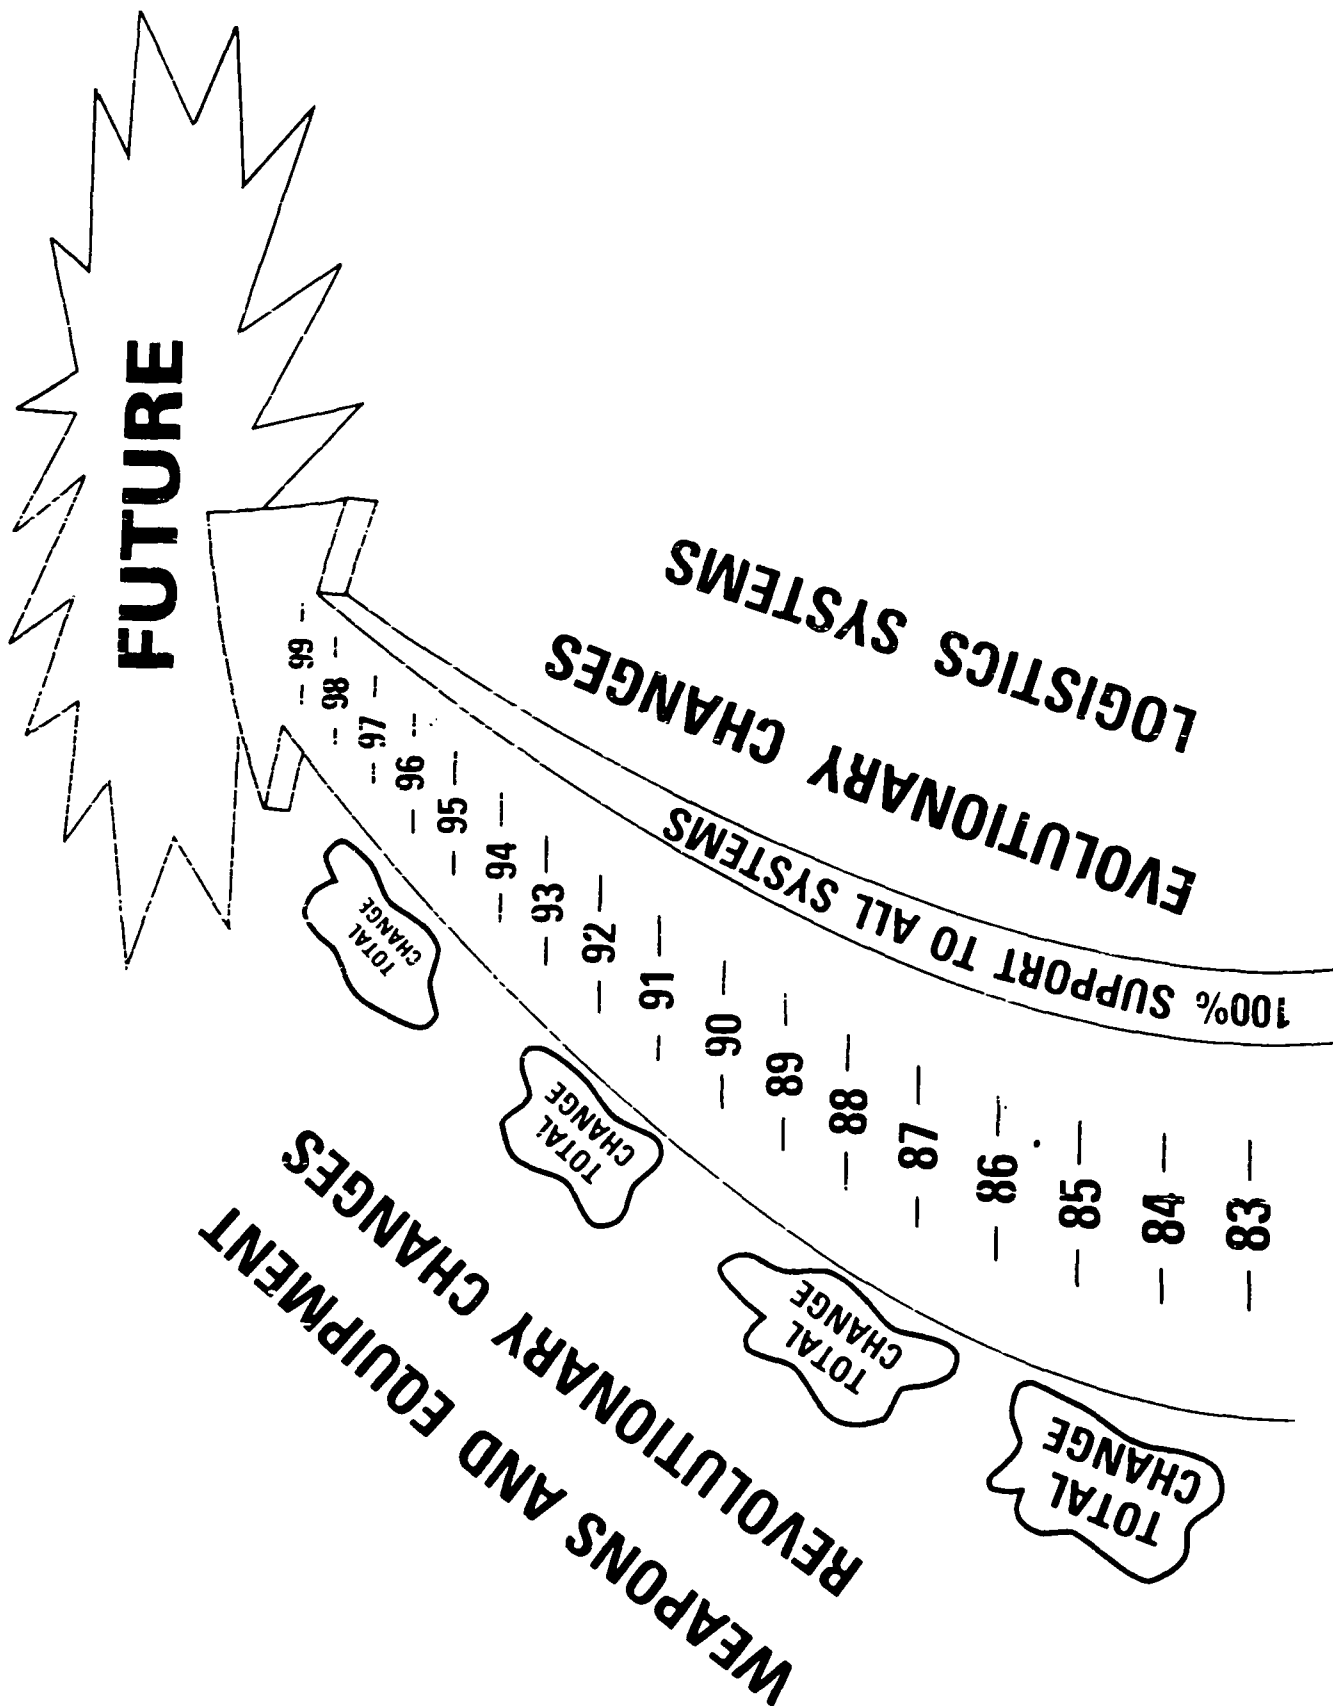 FUTURE
- 99 -
- 98 -
- 97 -
- 96 -
- 95 -
- 94 -
- 93 -
- 92 -
- 91 -
- 90 -
- 89 -
- 88 -
- 87 -
- 86 -
- 85 -
- 84 -
- 83 -
LOGISTICS SYSTEMS
EVOLUTIONARY CHANGES
100% SUPPORT TO ALL SYSTEMS
TOTAL
CHANGE
TOTAL
CHANGE
TOTAL
CHANGE
TOTAL
CHANGE
REVOLUTIONARY CHANGES
WEAPONS AND EQUIPMENT